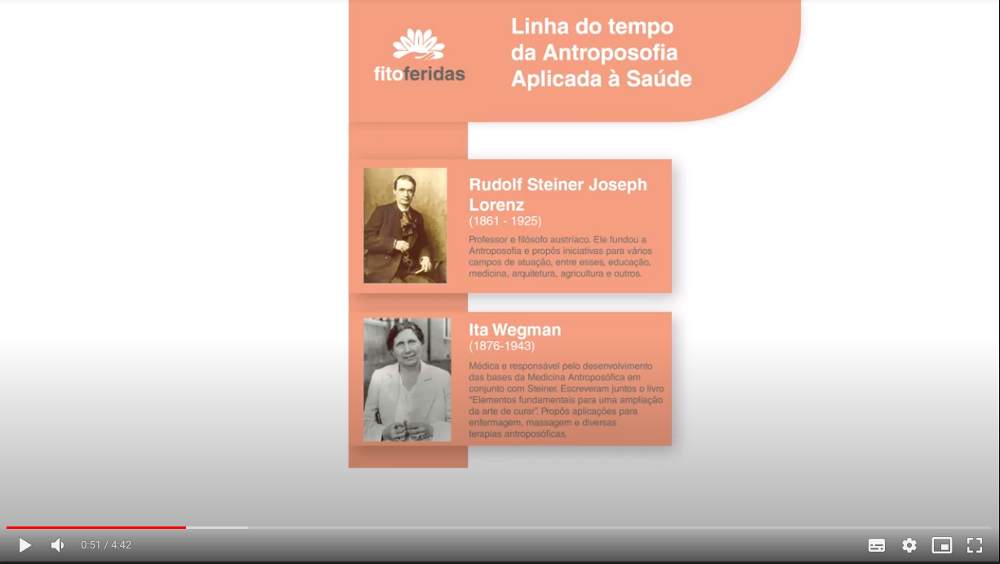 fitoferidas
Linha do tempo
da Antroposofia
Aplicada à Saúde
Rudolf Steiner Joseph
Lorenz
(1861 - 1925)
Professor e filósofo austríaco. Ele fundou a
Antroposofia e propôs iniciativas para vários
campos de atuação, entre esses, educação,
medicina, arquitetura, agricultura e outros.
Ita Wegman
(1876-1943)
Médica e responsável pelo desenvolvimento
das bases da Medicina Antroposófica em
conjunto com Steiner. Escreveram juntos o livro
“Elementos fundamentais para uma ampliação
da arte de curar”. Propôs aplicações para
enfermagem, massagem e diversas
terapias antroposóficas.
0:51 / 4:42